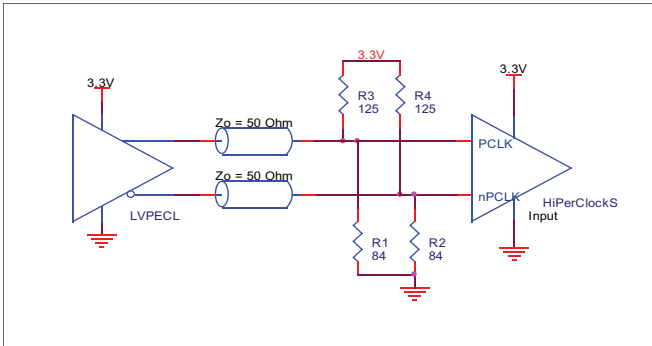 3.3V
3.3V
3.3V
R3
125
R4
125
Zo = 50 Ohm
PCLK
Zo = 50 Ohm
nPCLK
HiPerClockS
Input
LVPECL
R1
84
R2
84